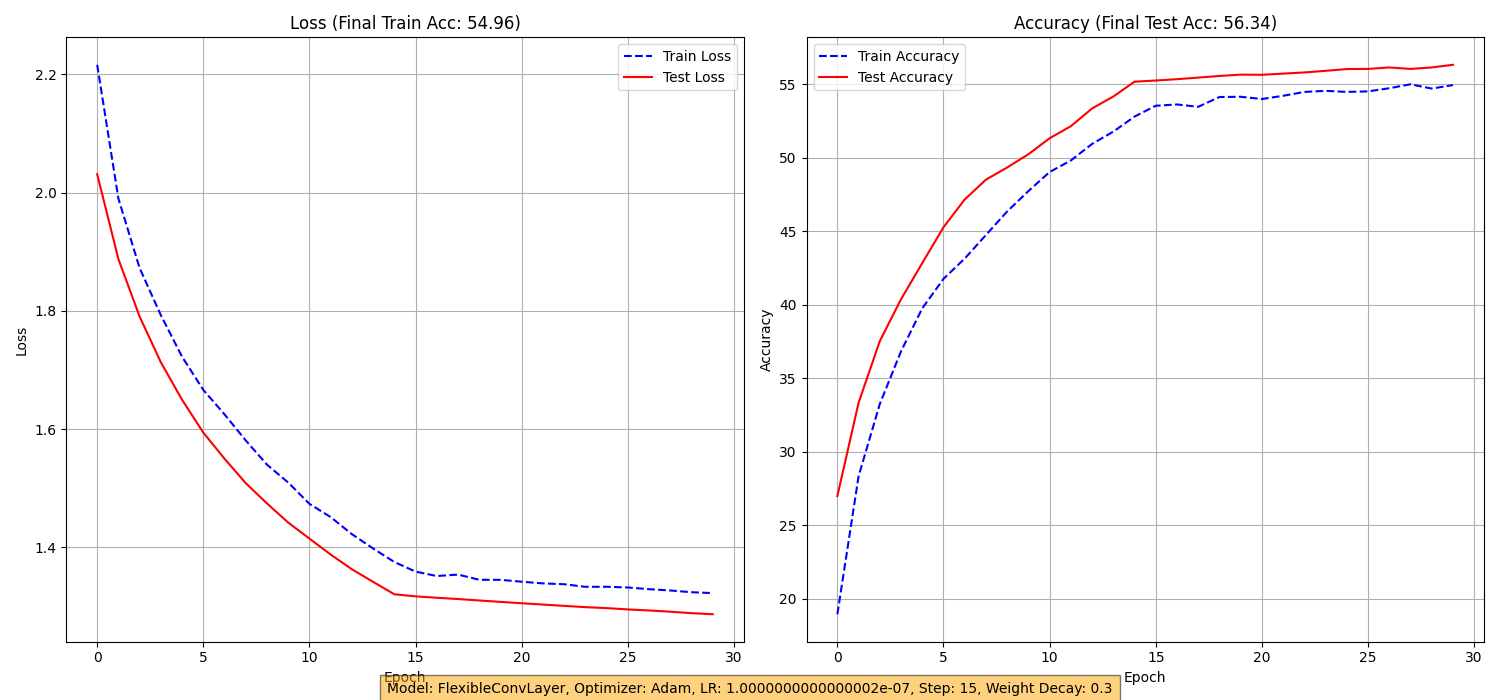 Loss (Final Train Acc: 54.96)
Train Loss
Test Loss
2.2
2.0
1.8
1.6
1.4
Loss
0 5 10 15 20 25 30
Epoch
Accuracy (Final Test Acc: 56.34)
Train Accuracy
Test Accuracy
55
50
45
40
35
30
25
20
Accuracy
0 5 10 15 20 25 30
Epoch
Model: FlexibleConvLayer, Optimizer: Adam, LR: 1.0000000000000002e-07, Step: 15, Weight Decay: 0.3